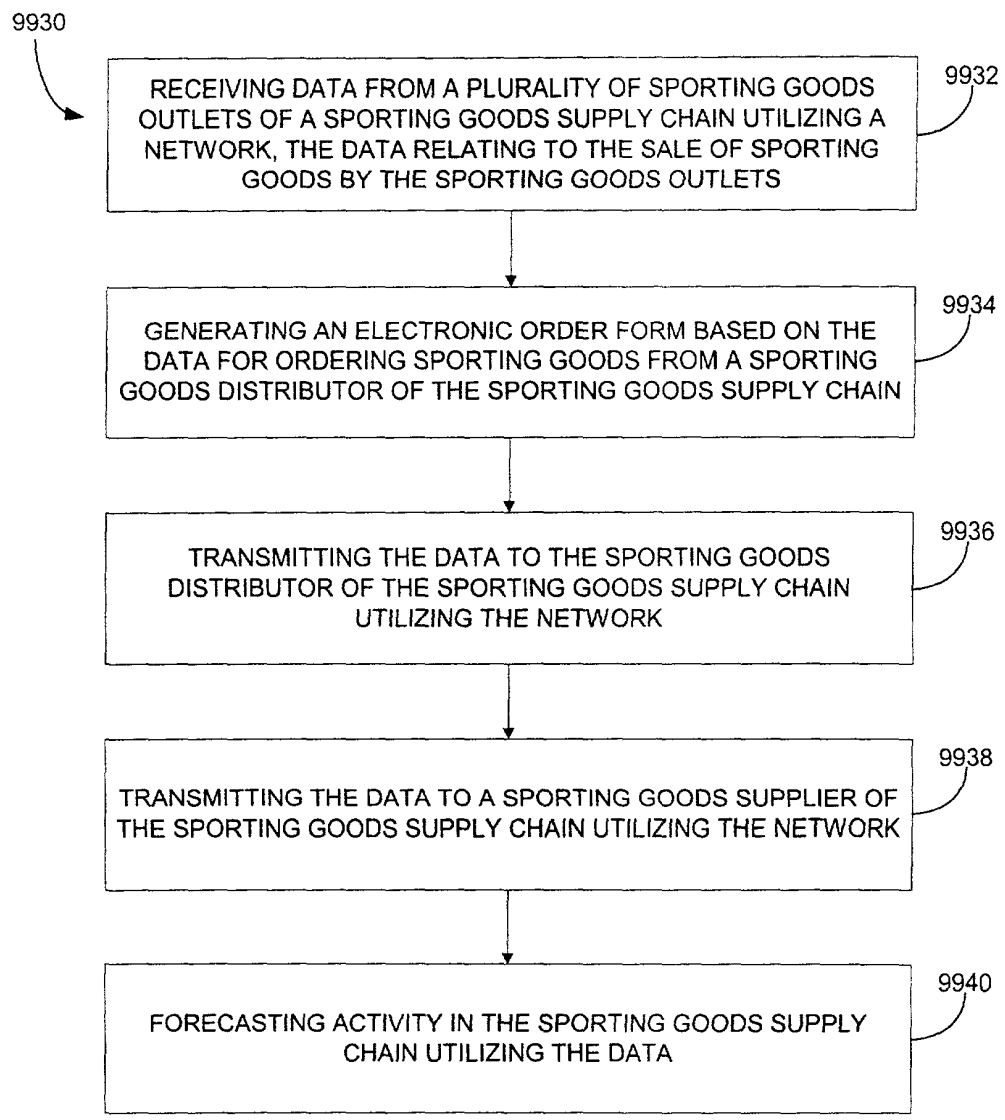 9930
RECEIVING DATA FROM A PLURALITY OF SPORTING GOODS
OUTLETS OF A SPORTING GOODS SUPPLY CHAIN UTILIZING A
NETWORK, THE DATA RELATING TO THE SALE OF SPORTING
GOODS BY THE SPORTING GOODS OUTLETS
9932
GENERATING AN ELECTRONIC ORDER FORM BASED ON THE
DATA FOR ORDERING SPORTING GOODS FROM A SPORTING
GOODS DISTRIBUTOR OF THE SPORTING GOODS SUPPLY CHAIN
9934
TRANSMITTING THE DATA TO THE SPORTING GOODS
DISTRIBUTOR OF THE SPORTING GOODS SUPPLY CHAIN
UTILIZING THE NETWORK
9936
TRANSMITTING THE DATA TO A SPORTING GOODS SUPPLIER OF
THE SPORTING GOODS SUPPLY CHAIN UTILIZING THE NETWORK
9938
FORECASTING ACTIVITY IN THE SPORTING GOODS SUPPLY
CHAIN UTILIZING THE DATA
9940